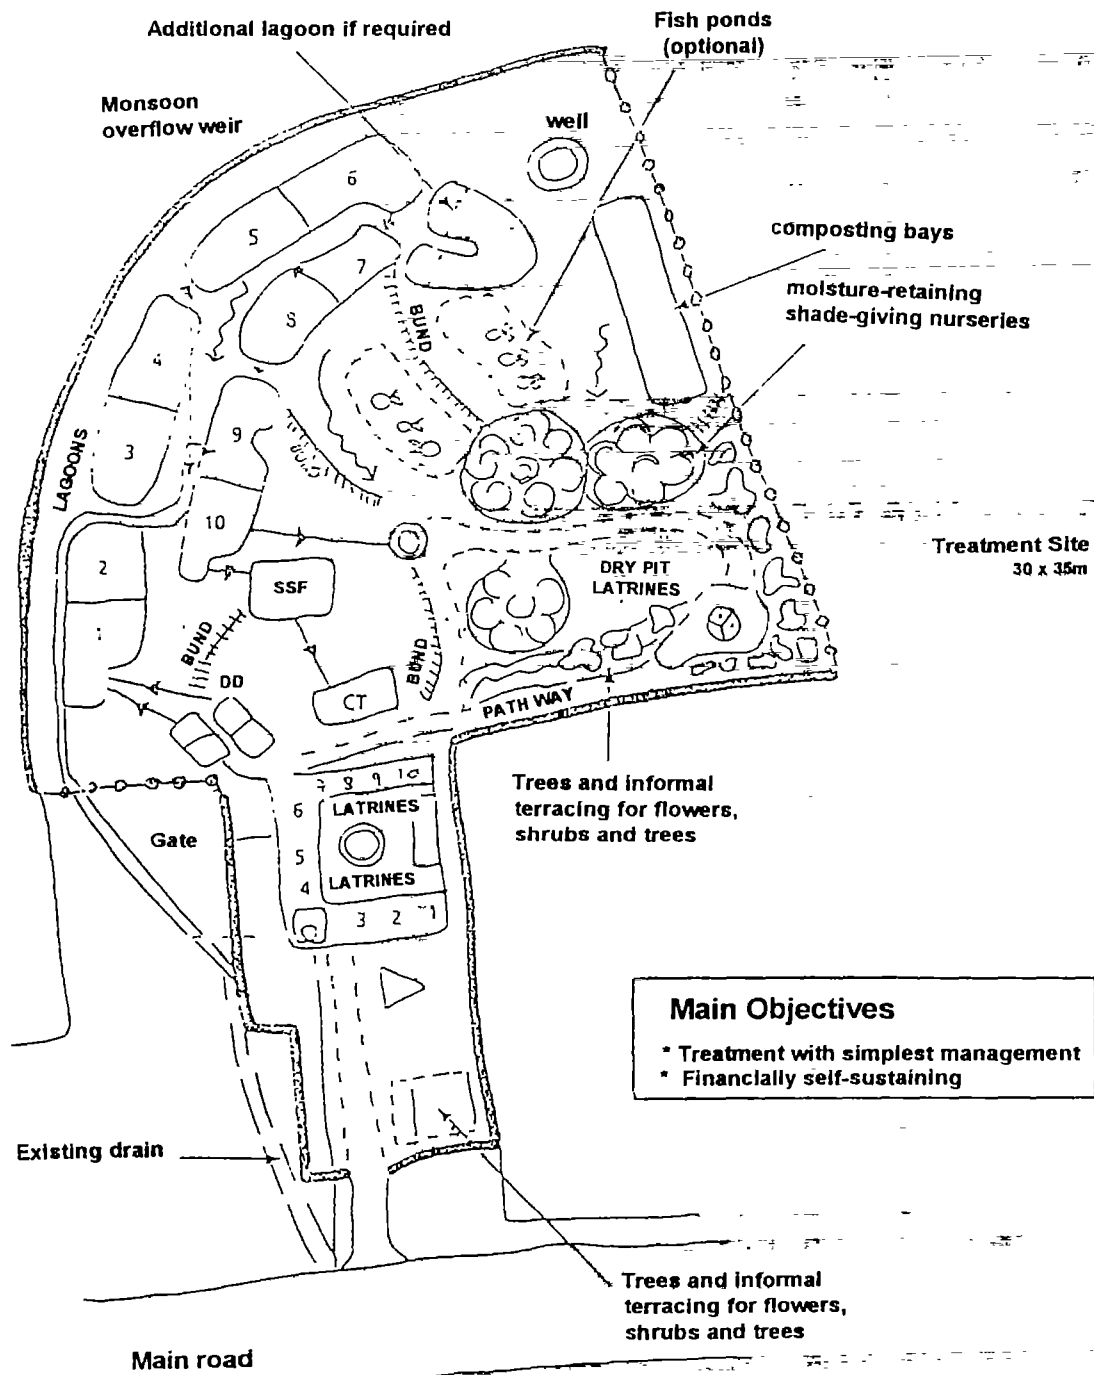 Additional lagoon if required
Fish ponds
(optional)
Monsoon
overflow weir
well
6
5
7
8
composting bays
moisture-retaining
shade-giving nurseries
BUND
4
3
LAGOONS
9
10
2
1
SSF
DRY PIT
LATRINES
Treatment Site
30 x 35m
BUND
BUND
DD
CT
PATH WAY
Trees and informal
terracing for flowers,
shrubs and trees
7 8 9 10
6
LATRINES
Gate
5
LATRINES
4
3 2 1
Main Objectives
* Treatment with simplest management
* Financially self-sustaining
Existing drain
Trees and informal
terracing for flowers,
shrubs and trees
Main road